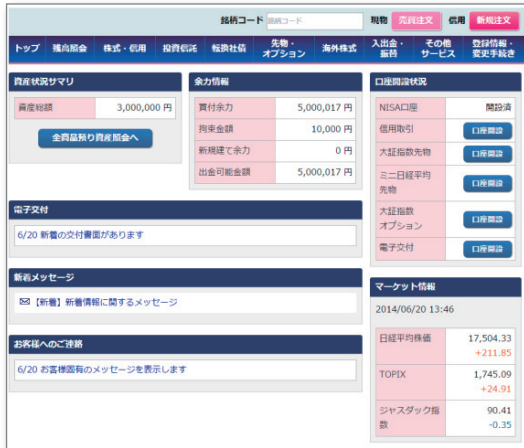 銘柄コード 銘柄コード 現物 売買注文 信用 新規注文
トップ 残高照会 株式・信用 投資信託 転換社債 先物・オプション 海外株式 入出金・振替 その他サービス 登録情報・変更手続き
資産状況サマリ
資産総額 3,000,000 円
全商品預り資産照会へ
余力情報
買付余力 5,000,017 円
拘束金額 10,000 円
新規建て余力 0 円
出金可能金額 5,000,017 円
口座開設状況
NISA口座 開設済
信用取引 口座開設
大証指数先物 口座開設
ミニ日経平均
先物 口座開設
大証指数
オプション 口座開設
電子交付 口座開設
電子交付
6/20 新着の交付書面があります
新着メッセージ
【新着】新着情報に関するメッセージ
お客様へのご連絡
6/20 お客様固有のメッセージを表示します
マーケット情報
2014/06/20 13:46
日経平均株価 17,504.33
+211.85
TOPIX 1,745.09
+24.91
ジャスダック指数 90.41
-0.35